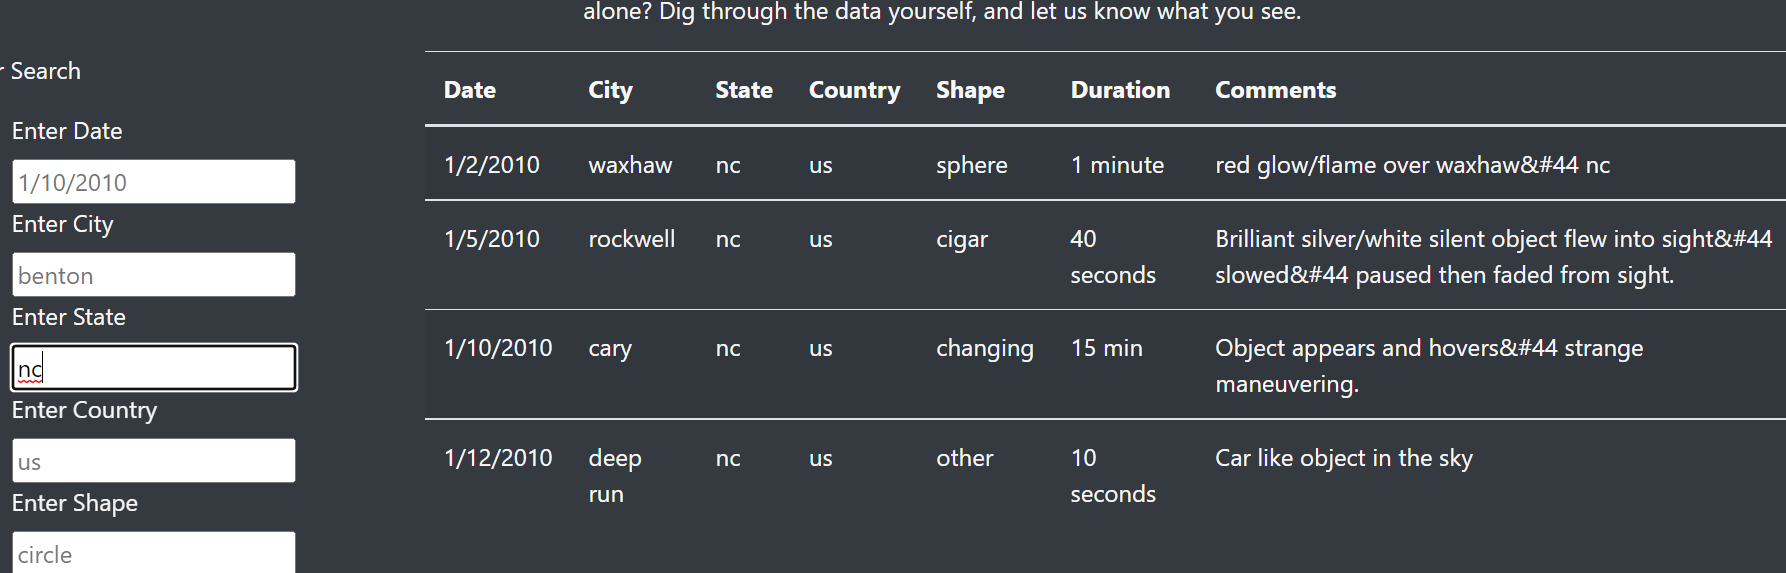 alone? Dig through the data yourself, and let us know what you see.
r Search
Enter Date
1/10/2010
Enter City
benton
Enter State
nc
Enter Country
us
Enter Shape
circle
Date City State Country Shape Duration Comments
1/2/2010 waxhaw nc us sphere 1 minute red glow/flame over waxhaw&#44 nc
1/5/2010 rockwell nc us cigar 40 Brilliant silver/white silent object flew into sight&#44
seconds slowed&#44 paused then faded from sight.
1/10/2010 cary nc us changing 15 min Object appears and hovers&#44 strange
maneuvering.
1/12/2010 deep nc us other 10 Car like object in the sky
run seconds